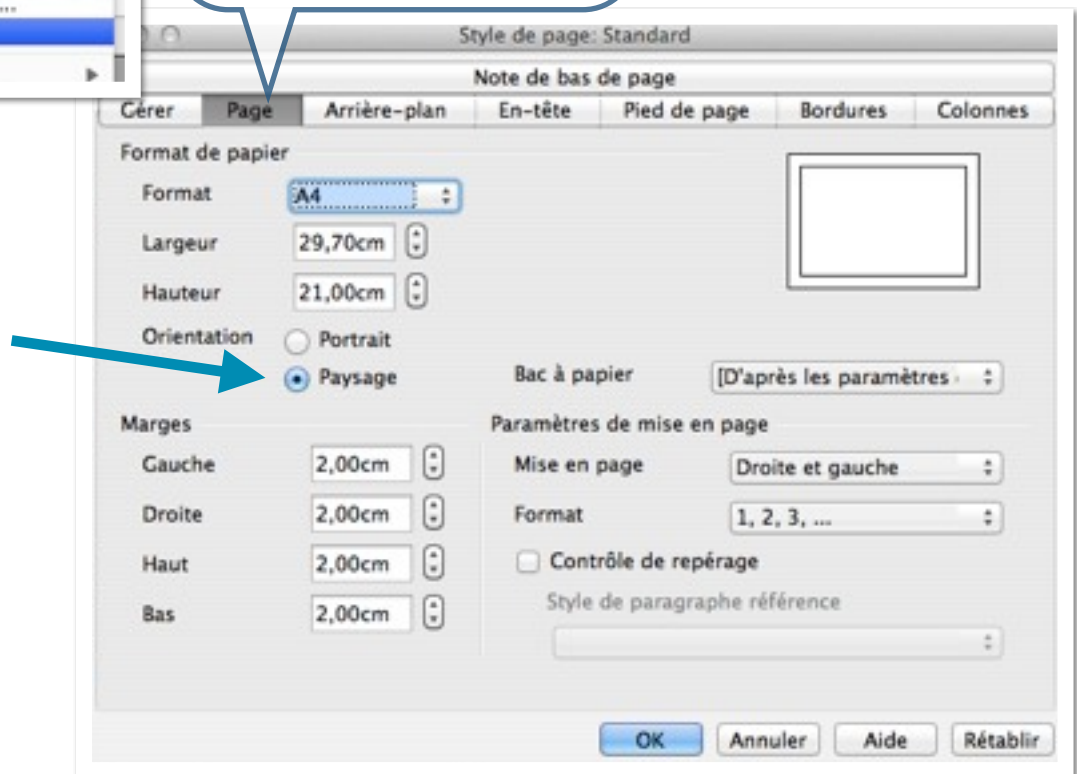 ...
Style de page: Standard
Note de bas de page
Gérer Page Arrière-plan En-tête Pied de page Bordures Colonnes
Format de papier
Format A4
Largeur 29,70cm
Hauteur 21,00cm
Orientation Portrait
Paysage Bac à papier [D'après les paramètres
Marges Paramètres de mise en page
Gauche 2,00cm Mise en page Droite et gauche
Droite 2,00cm Format 1, 2, 3, ...
Haut 2,00cm Contrôle de repérage
Bas 2,00cm Style de paragraphe référence
OK Annuler Aide Rétablir